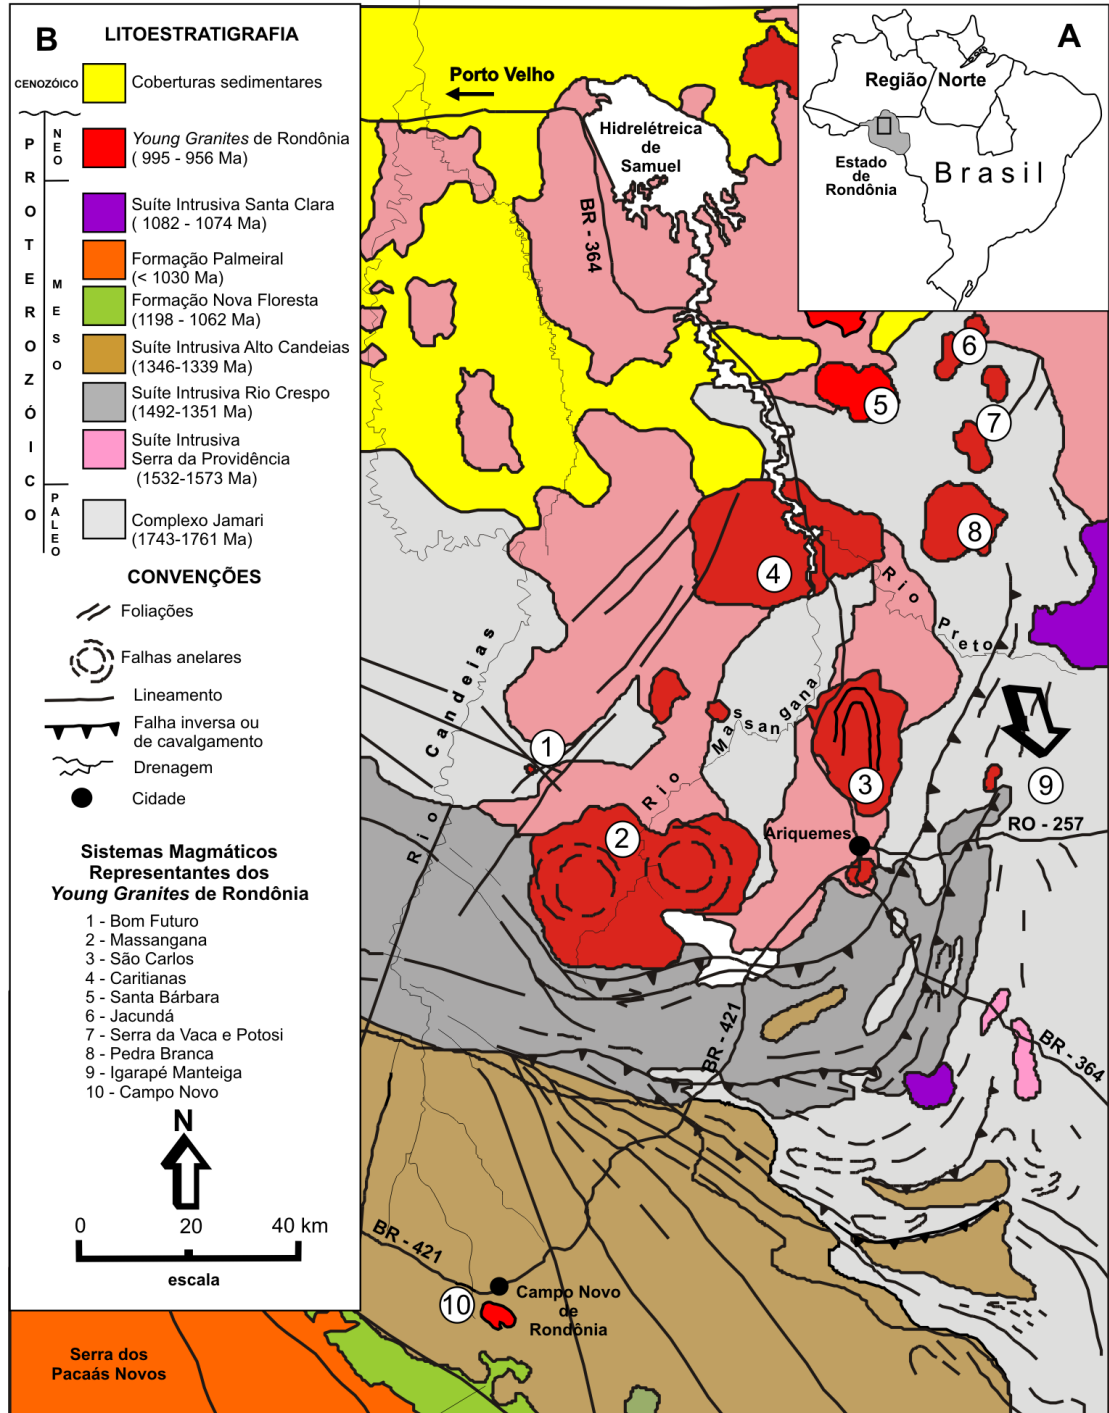 B
LITOESTRATIGRAFIA
CENOZÓICO
Coberturas sedimentares
PROTEROZÓICO
NEO
Young Granites de Rondônia
( 995 - 956 Ma)
MESO
Suíte Intrusiva Santa Clara
( 1082 - 1074 Ma)
Formação Palmeiral
(< 1030 Ma)
Formação Nova Floresta
(1198 - 1062 Ma)
Suíte Intrusiva Alto Candeias
(1346-1339 Ma)
Suíte Intrusiva Rio Crespo
(1492-1351 Ma)
Suíte Intrusiva
Serra da Providência
(1532-1573 Ma)
PALEO
Complexo Jamari
(1743-1761 Ma)
CONVENÇÕES
Foliações
Falhas anelares
Lineamento
Falha inversa ou
de cavalgamento
Drenagem
Cidade
Sistemas Magmáticos
Representantes dos
Young Granites de Rondônia
1 - Bom Futuro
2 - Massangana
3 - São Carlos
4 - Caritianas
5 - Santa Bárbara
6 - Jacundá
7 - Serra da Vaca e Potosi
8 - Pedra Branca
9 - Igarapé Manteiga
10 - Campo Novo
N
0 20 40 km
escala
A
Região Norte
Estado
de
Rondônia
Brasil
Porto Velho
Hidrelétreica
de
Samuel
BR - 364
6
5
7
8
4
Rio Preto
Rio Candeias
Rio Massangana
1
3
9
2
Ariquemes
RO - 257
BR - 421
BR - 364
BR - 421
10
Campo Novo
de
Rondônia
Serra dos
Pacaás Novos